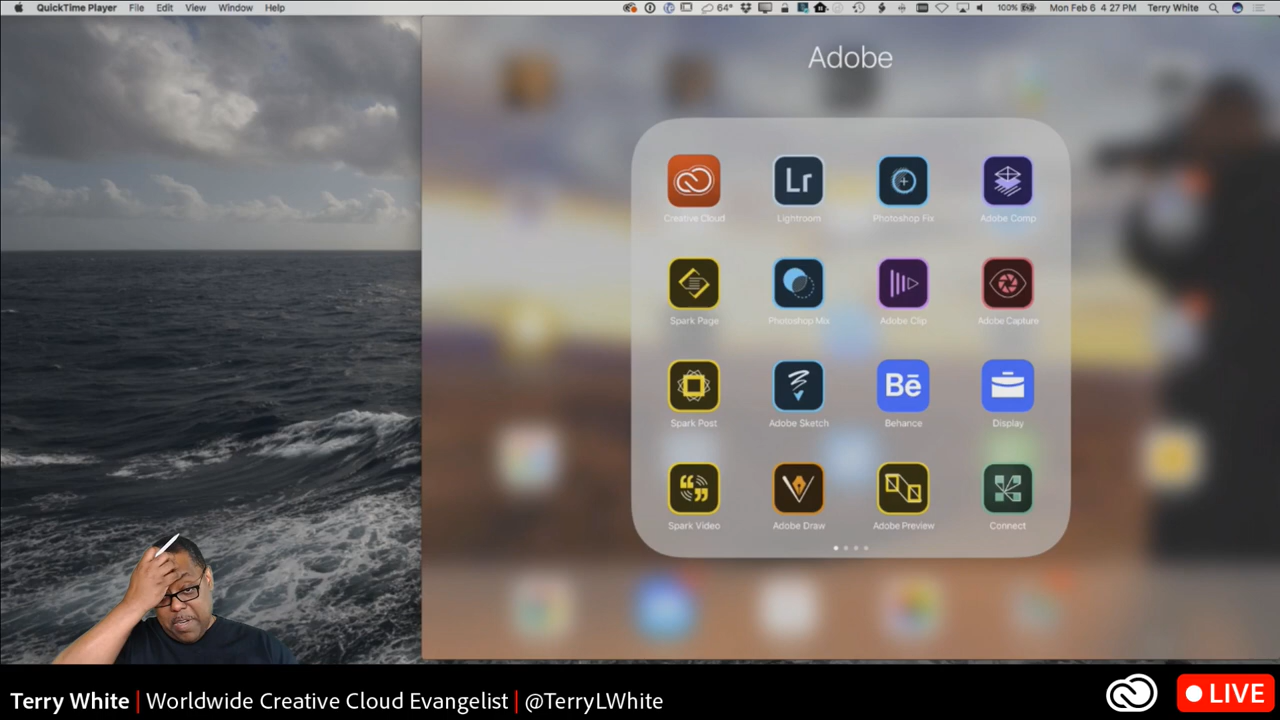 QuickTime Player File Edit View Window Help 64° 100% Mon Feb 6 4:27 PM Terry White
Adobe
Creative Cloud Lr Lightroom Photoshop Fix Adobe Comp
Spark Page Photoshop Mix Adobe Clip Adobe Capture
Bē
Spark Post Adobe Sketch Behance Display
Spark Video Adobe Draw Adobe Preview Connect
Terry White | Worldwide Creative Cloud Evangelist | @TerryLWhite
LIVE